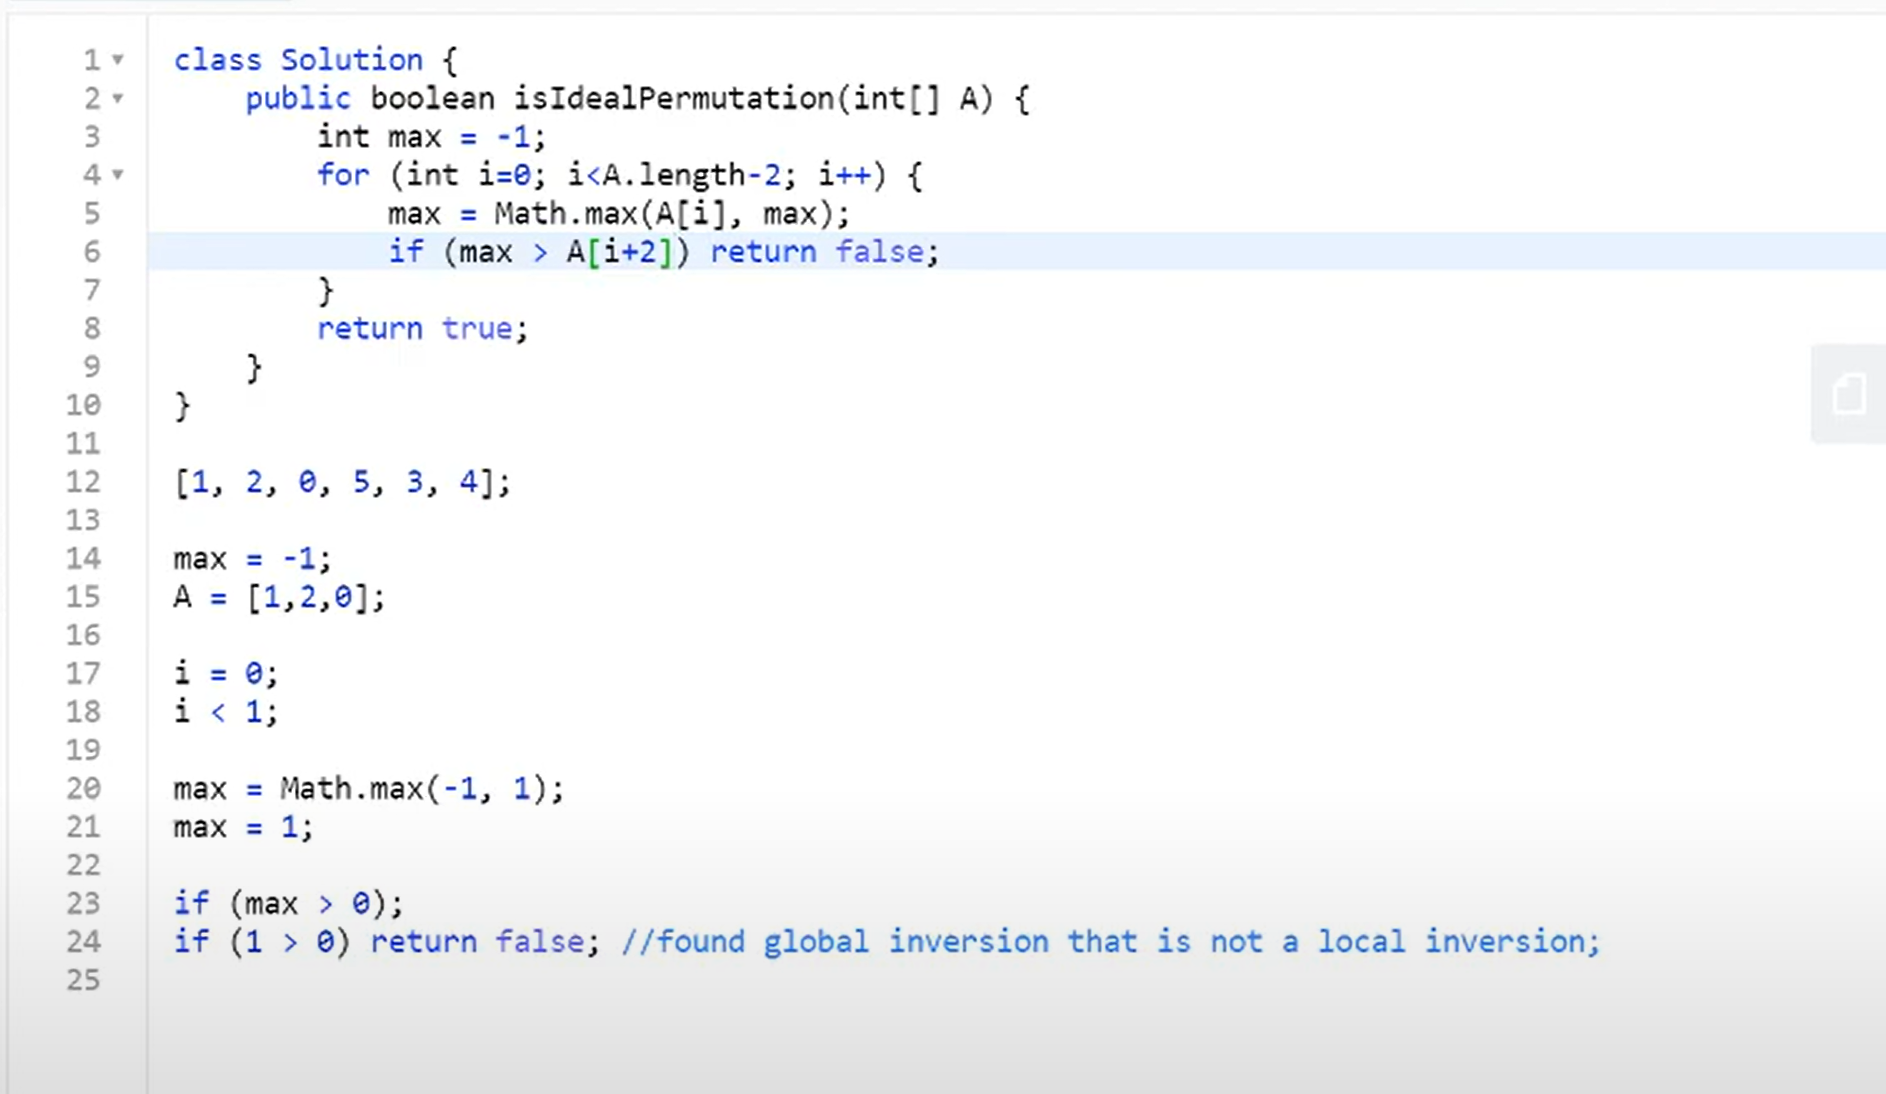 1 class Solution {
2 public boolean isIdealPermutation(int[] A) {
3 int max = -1;
4 for (int i=0; i<A.length-2; i++) {
5 max = Math.max(A[i], max);
6 if (max > A[i+2]) return false;
7 }
8 return true;
9 }
10 }
11
12 [1, 2, 0, 5, 3, 4];
13
14 max = -1;
15 A = [1,2,0];
16
17 i = 0;
18 i < 1;
19
20 max = Math.max(-1, 1);
21 max = 1;
22
23 if (max > 0);
24 if (1 > 0) return false; //found global inversion that is not a local inversion;
25